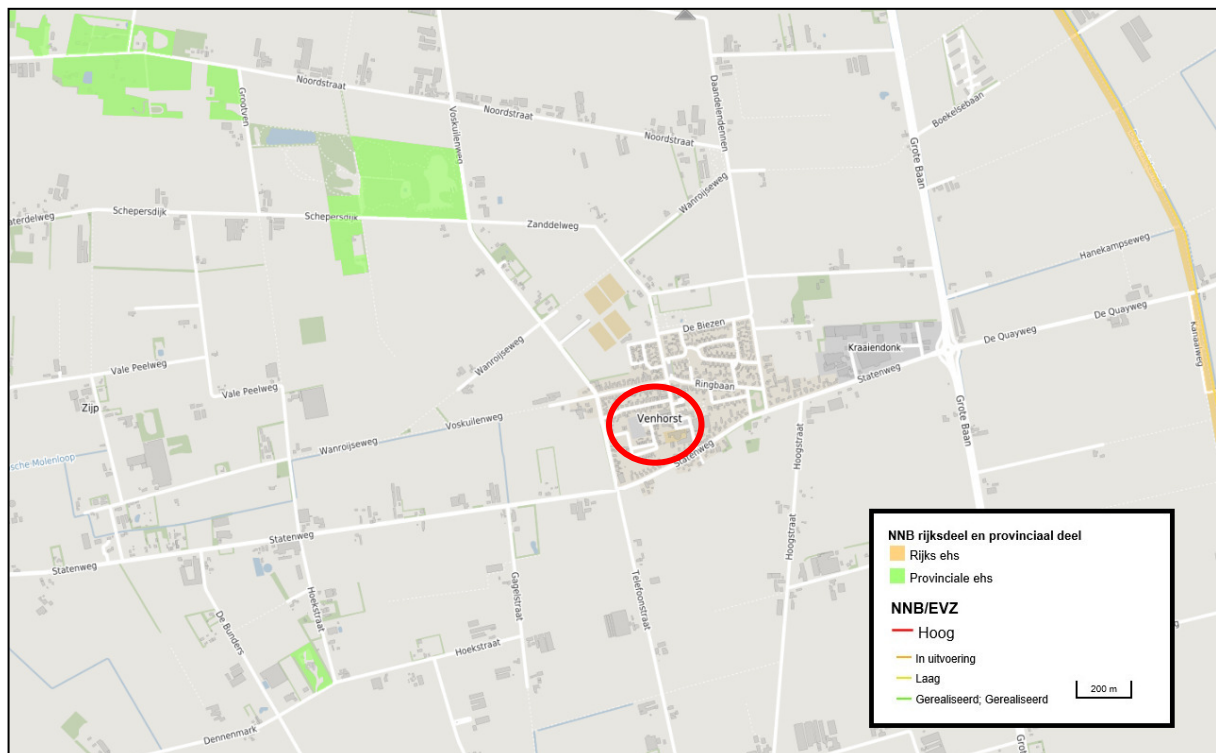 Noordstraat
Noordstraat
Noordstraat
Grootven
Voskuilenweg
Daandelendennen
Boekelsebaan
Grote Baan
Wanroijseweg
Schepersdijk
Schepersdijk
Zanddelweg
Hanekampseweg
De Quayweg
De Quayweg
Kanaalweg
De Biezen
Kraaiendonk
Statenweg
Ringbaan
Wanroijseweg
Vale Peelweg
Vale Peelweg
Zijp
Grote Baan
Venhorst
Voskuilenweg
Wanroijseweg
Statenweg
Hoogstraat
sche Molenloop
Statenweg
Statenweg
Hoogstraat
Telefoonstraat
Gagelstraat
Hoekstraat
De Bunders
Hoekstraat
Dennenmark
Grote
NNB rijksdeel en provinciaal deel
Rijks ehs
Provinciale ehs
NNB/EVZ
Hoog
In uitvoering
Laag
Gerealiseerd; Gerealiseerd
200 m